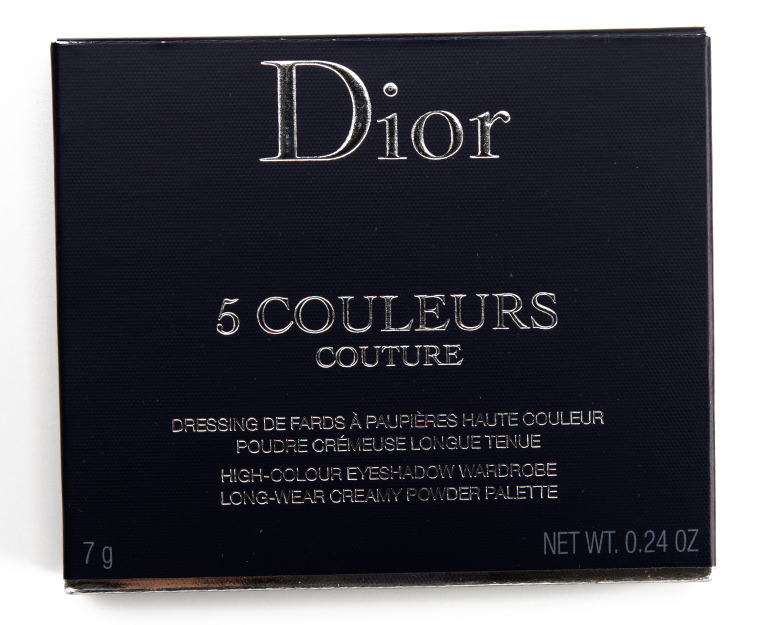 Dior
5 COULEURS
COUTURE
DRESSING DE FARDS À PAUPIÈRES HAUTE COULEUR
POUDRE CRÉMEUSE LONGUE TENUE
HIGH-COLOUR EYESHADOW WARDROBE
LONG-WEAR CREAMY POWDER PALETTE
7 g
NET WT. 0.24 OZ